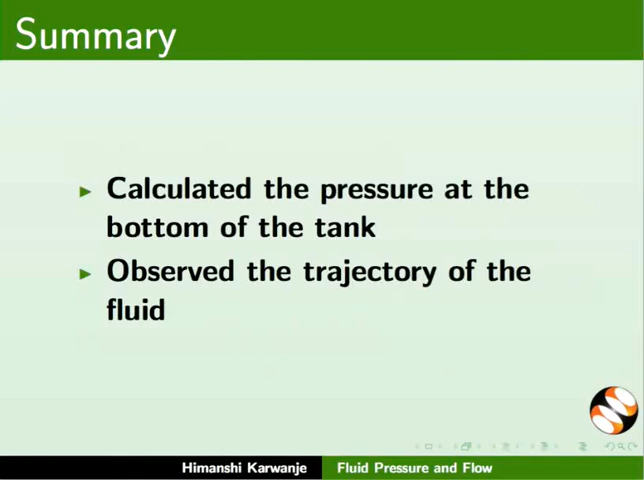 Summary
Calculated the pressure at the
bottom of the tank
Observed the trajectory of the
fluid
Himanshi Karwanje
Fluid Pressure and Flow